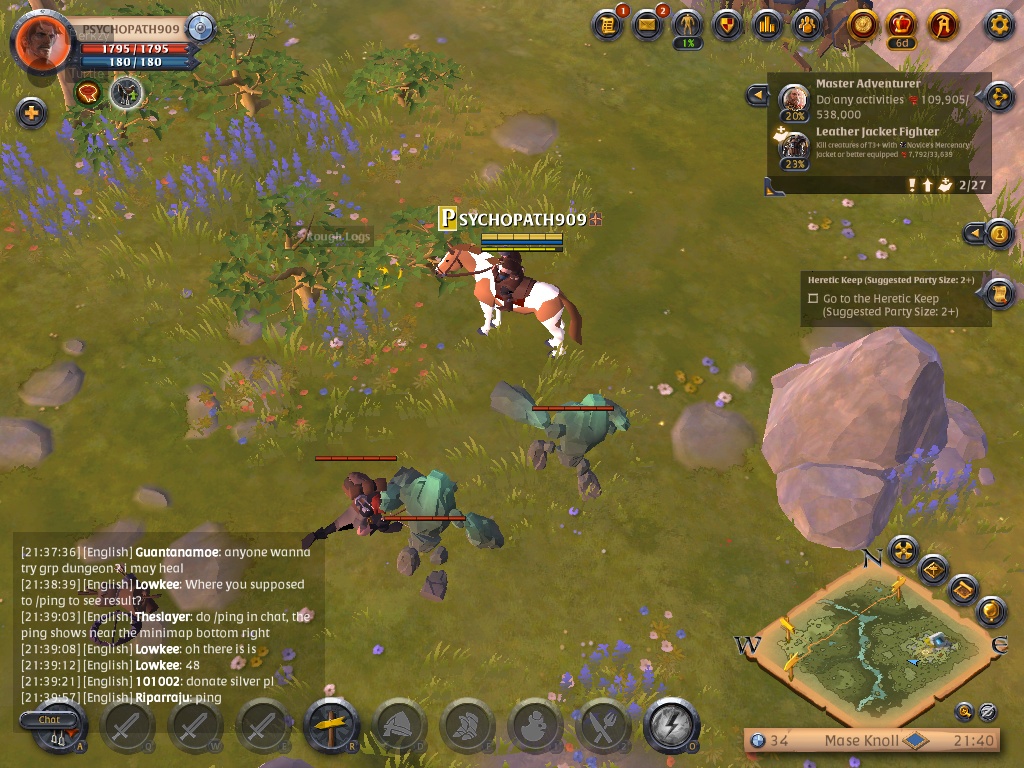 PSYCHOPATH909
1795 / 1795
180 / 180
1
2
1%
6d
Master Adventurer
Do any activities 109,905/
538,000
20%
Leather Jacket Fighter
Kill creatures of T3+ with Novice's Mercenary
Jacket or better equipped 7,792/33,639
23%
2/27
PSYCHOPATH909
Rough Logs
Heretic Keep (Suggested Party Size: 2+)
Go to the Heretic Keep
(Suggested Party Size: 2+)
[21:37:36] [English] Guantanamoe: anyone wanna
try grp dungeon? i may heal
[21:38:39] [English] Lowkee: Where you supposed
to /ping to see result?
[21:39:03] [English] Theslayer: do /ping in chat, the
ping shows near the minimap bottom right
[21:39:08] [English] Lowkee: oh there is is
[21:39:12] [English] Lowkee: 48
[21:39:21] [English] 101002: donate silver pl
[21:39:57] [English] Riparraju: ping
N
W
E
Chat
A
Q
W
E
R
D
F
2
O
34
Mase Knoll
21:40